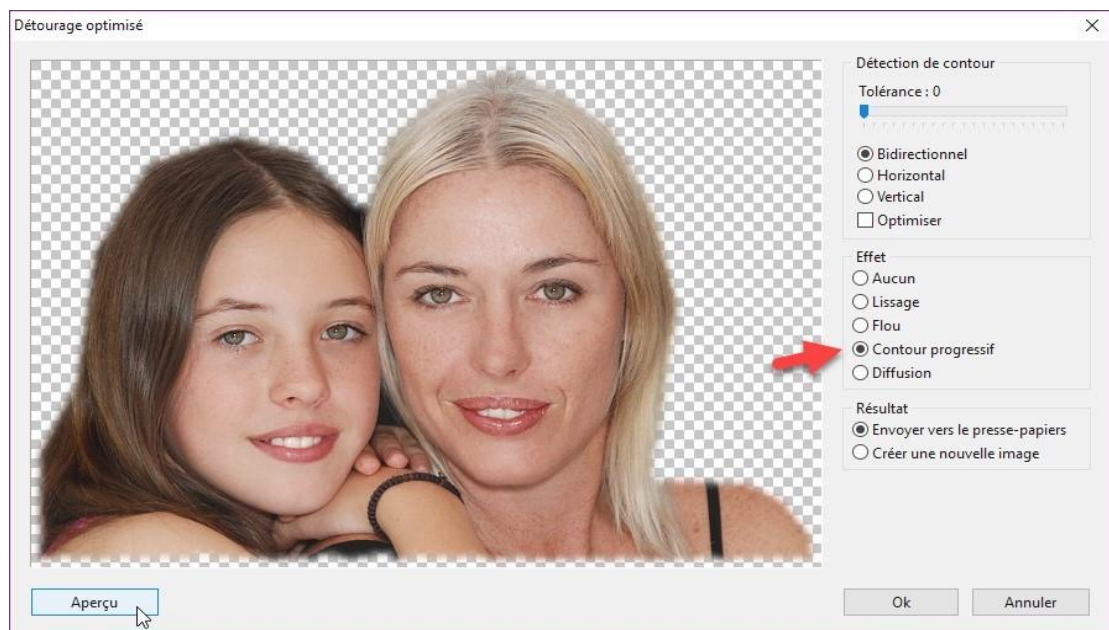 Détourage optimisé
Détection de contour
Tolérance : 0
Bidirectionnel
Horizontal
Vertical
Optimiser
Effet
Aucun
Lissage
Flou
Contour progressif
Diffusion
Résultat
Envoyer vers le presse-papiers
Créer une nouvelle image
Aperçu
Ok
Annuler